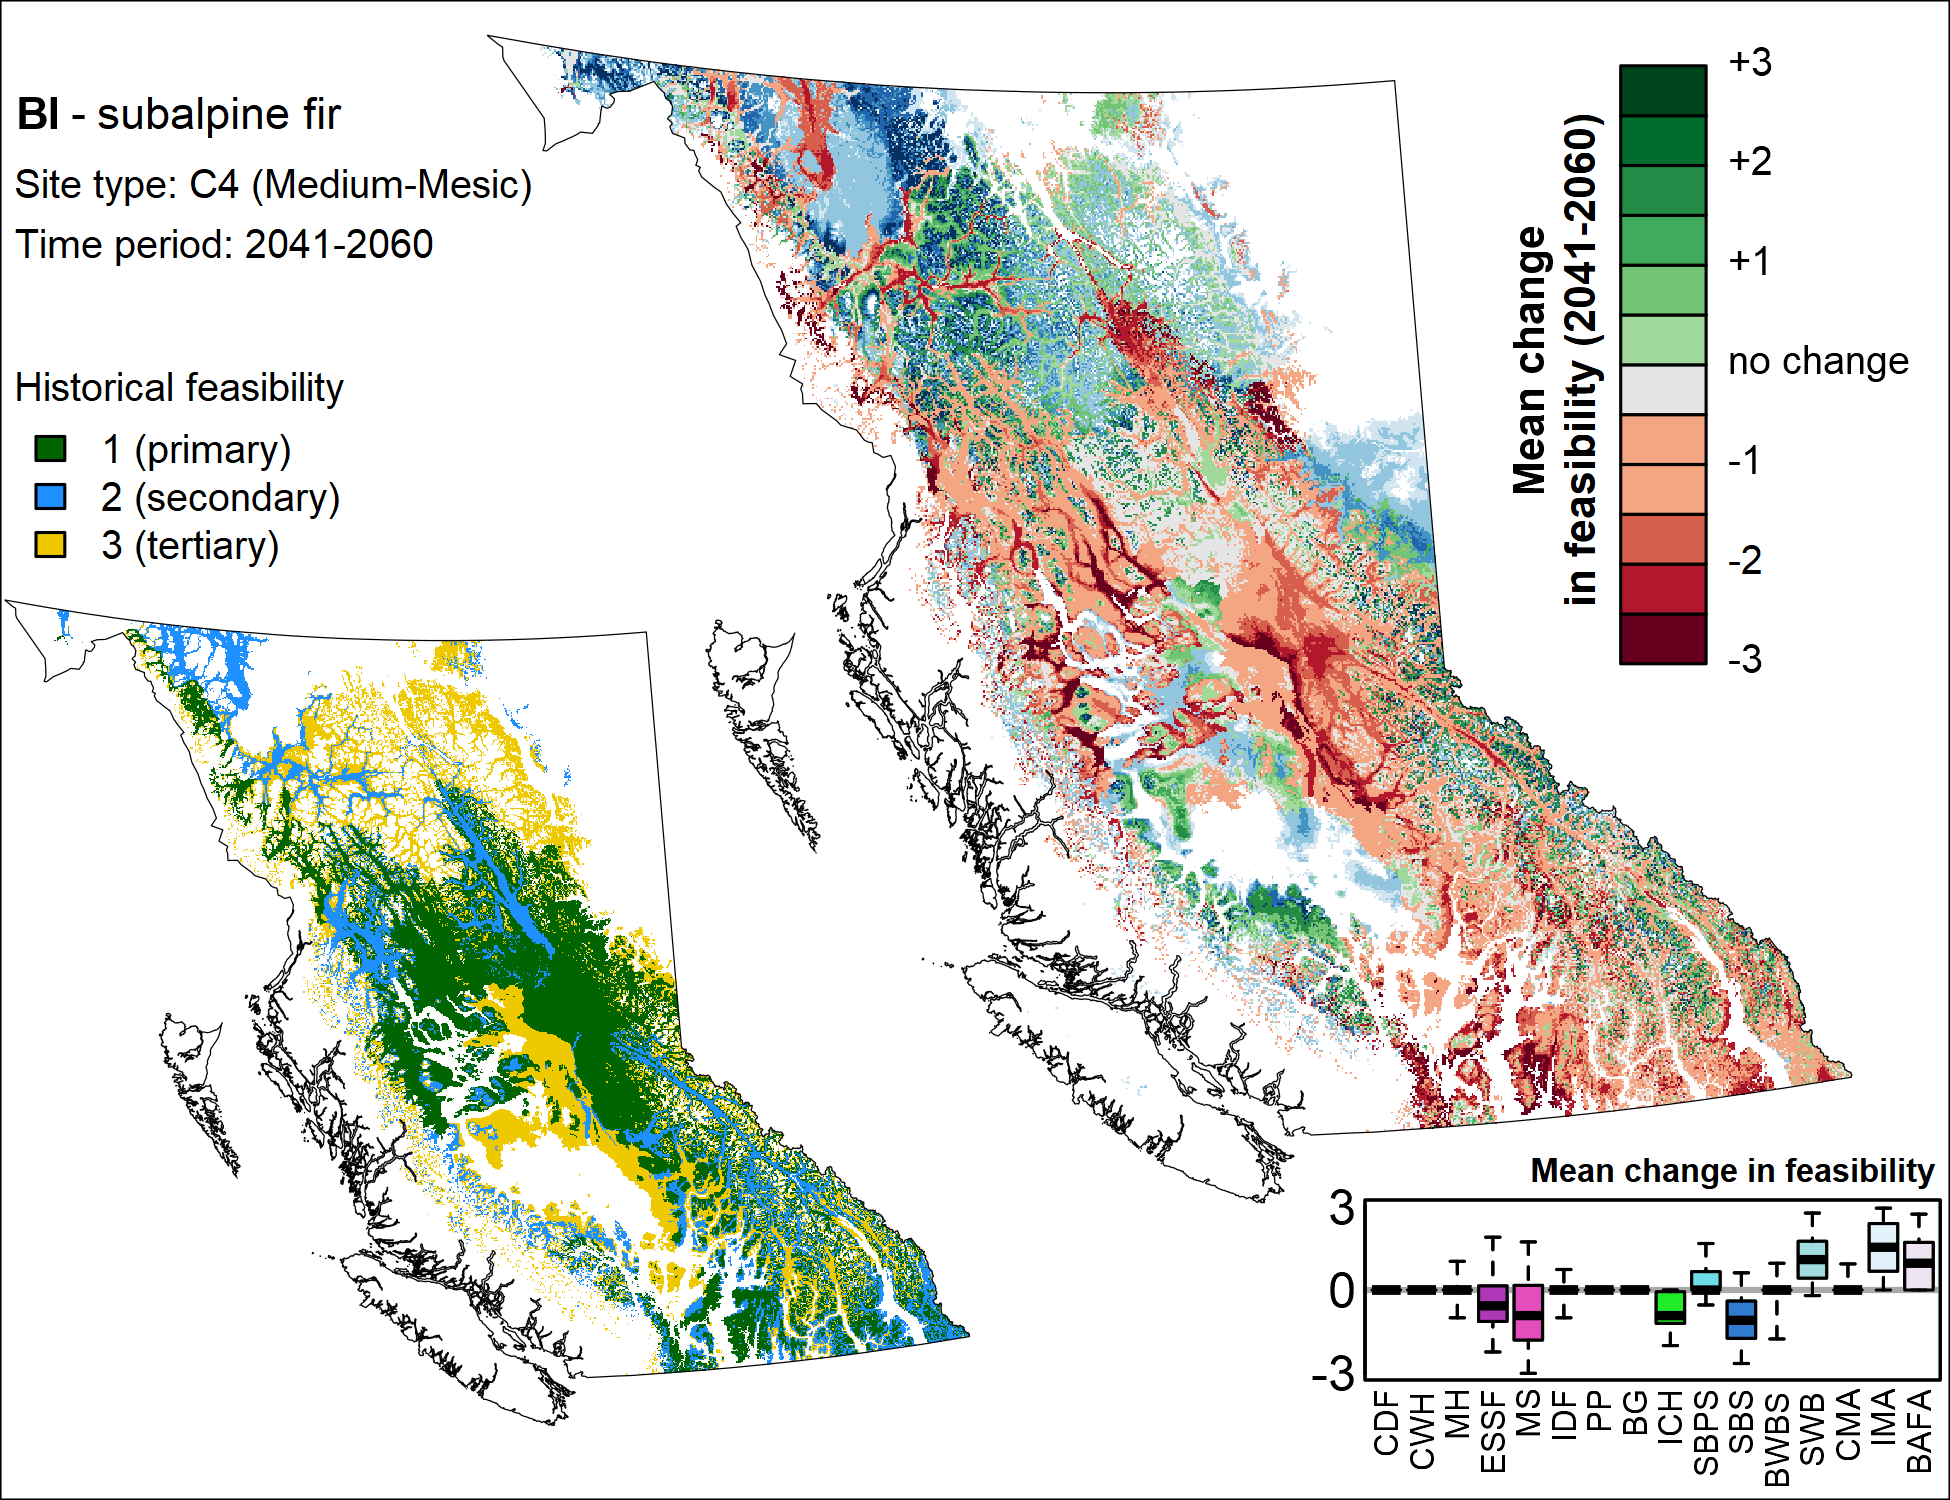 Bl - subalpine fir
Site type: C4 (Medium-Mesic)
Time period: 2041-2060
Historical feasibility
1 (primary)
2 (secondary)
3 (tertiary)
Mean change
in feasibility (2041-2060)
+3
+2
+1
no change
-1
-2
-3
Mean change in feasibility
3
0
-3
CDF
CWH
MH
ESSF
MS
IDF
PP
BG
ICH
SBPS
SBS
BWBS
SWB
CMA
IMA
BAFA